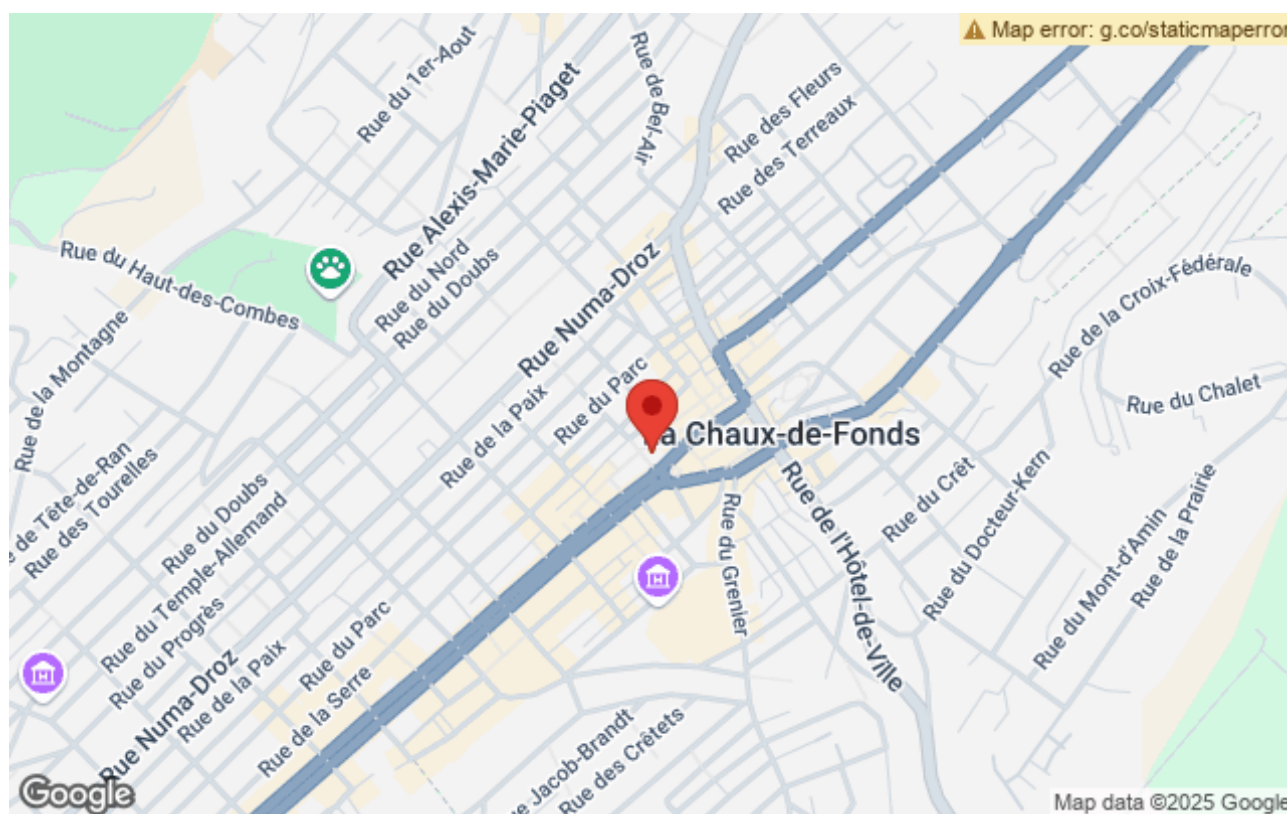 Map error: g.co/staticmaperror
Rue du 1er-Aout
Rue de Bel-Air
Rue des Fleurs
Rue Alexis-Marie-Piaget
Rue des Terreaux
Rue du Haut-des-Combes
Rue du Nord
Rue du Doubs
Rue Numa-Droz
Rue de la Croix-Fédérale
Rue de la Montagne
Rue du Parc
Rue de la Paix
Rue du Chalet
La Chaux-de-Fonds
e de Tête-de-Ran
Rue des Tourelles
Rue du Doubs
Rue du Temple-Allemand
Rue du Progrès
Rue du Crêt
Rue du Docteur-Kern
Rue du Grenier
Rue de l'Hôtel-de-Ville
Rue du Mont-d'Amin
Rue de la Prairie
Rue Numa-Droz
Rue de la Paix
Rue du Parc
Rue de la Serre
ue Jacob-Brandt
Rue des Crêtets
Google
Map data ©2025 Google